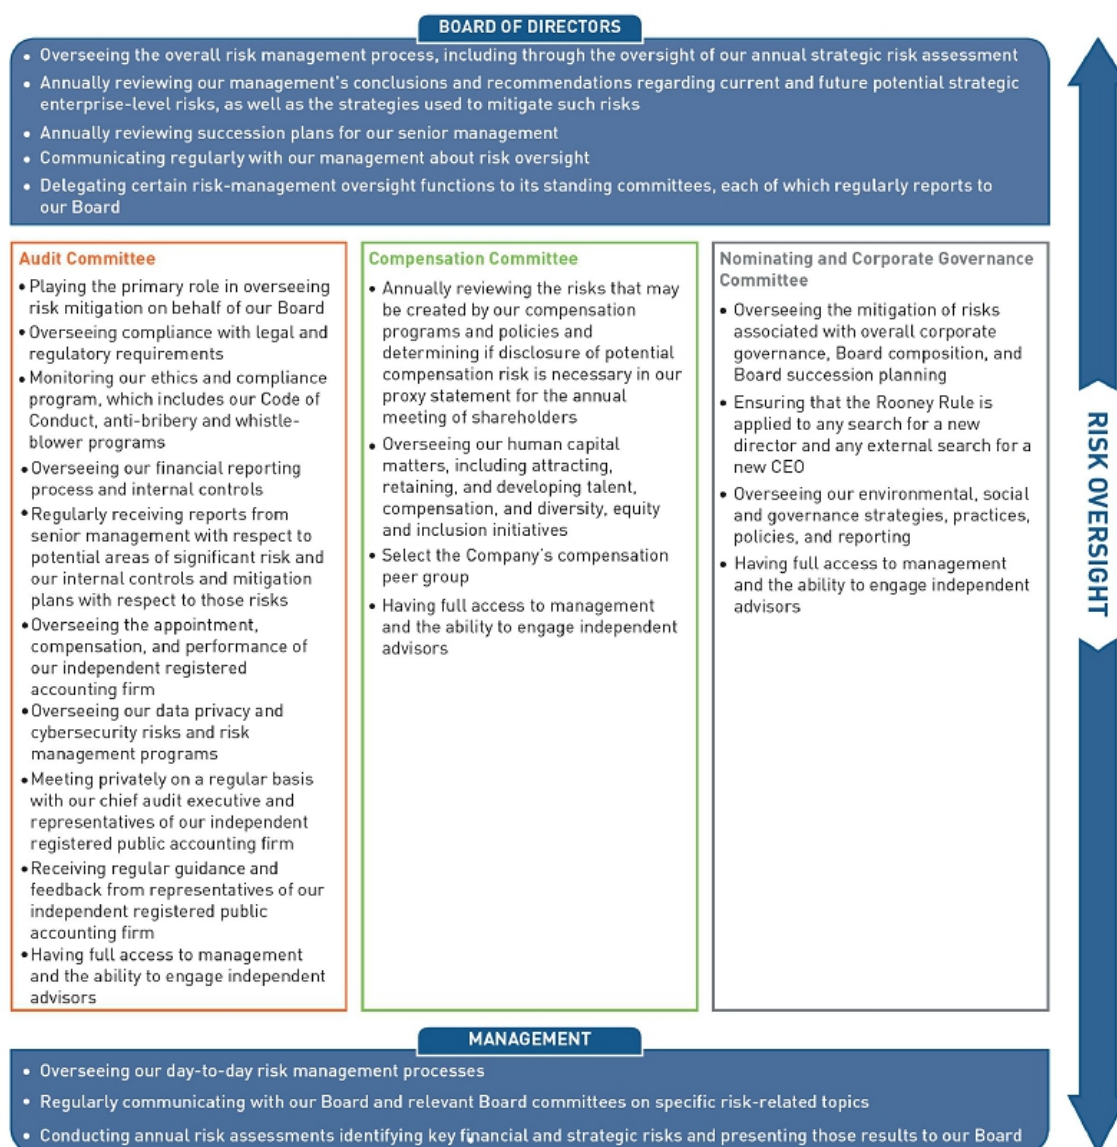 BOARD OF DIRECTORS
• Overseeing the overall risk management process, including through the oversight of our annual strategic risk assessment
• Annually reviewing our management's conclusions and recommendations regarding current and future potential strategic
enterprise-level risks, as well as the strategies used to mitigate such risks
• Annually reviewing succession plans for our senior management
• Communicating regularly with our management about risk oversight
• Delegating certain risk-management oversight functions to its standing committees, each of which regularly reports to
our Board
Audit Committee
• Playing the primary role in overseeing
risk mitigation on behalf of our Board
• Overseeing compliance with legal and
regulatory requirements
• Monitoring our ethics and compliance
program, which includes our Code of
Conduct, anti-bribery and whistle-
blower programs
• Overseeing our financial reporting
process and internal controls
• Regularly receiving reports from
senior management with respect to
potential areas of significant risk and
our internal controls and mitigation
plans with respect to those risks
• Overseeing the appointment,
compensation, and performance of
our independent registered
accounting firm
• Overseeing our data privacy and
cybersecurity risks and risk
management programs
• Meeting privately on a regular basis
with our chief audit executive and
representatives of our independent
registered public accounting firm
• Receiving regular guidance and
feedback from representatives of our
independent registered public
accounting firm
• Having full access to management
and the ability to engage independent
advisors
Compensation Committee
• Annually reviewing the risks that may
be created by our compensation
programs and policies and
determining if disclosure of potential
compensation risk is necessary in our
proxy statement for the annual
meeting of shareholders
• Overseeing our human capital
matters, including attracting,
retaining, and developing talent,
compensation, and diversity, equity
and inclusion initiatives
• Select the Company's compensation
peer group
• Having full access to management
and the ability to engage independent
advisors
Nominating and Corporate Governance
Committee
• Overseeing the mitigation of risks
associated with overall corporate
governance, Board composition, and
Board succession planning
• Ensuring that the Rooney Rule is
applied to any search for a new
director and any external search for a
new CEO
• Overseeing our environmental, social
and governance strategies, practices,
policies, and reporting
• Having full access to management
and the ability to engage independent
advisors
RISK OVERSIGHT
MANAGEMENT
• Overseeing our day-to-day risk management processes
• Regularly communicating with our Board and relevant Board committees on specific risk-related topics
• Conducting annual risk assessments identifying key financial and strategic risks and presenting those results to our Board